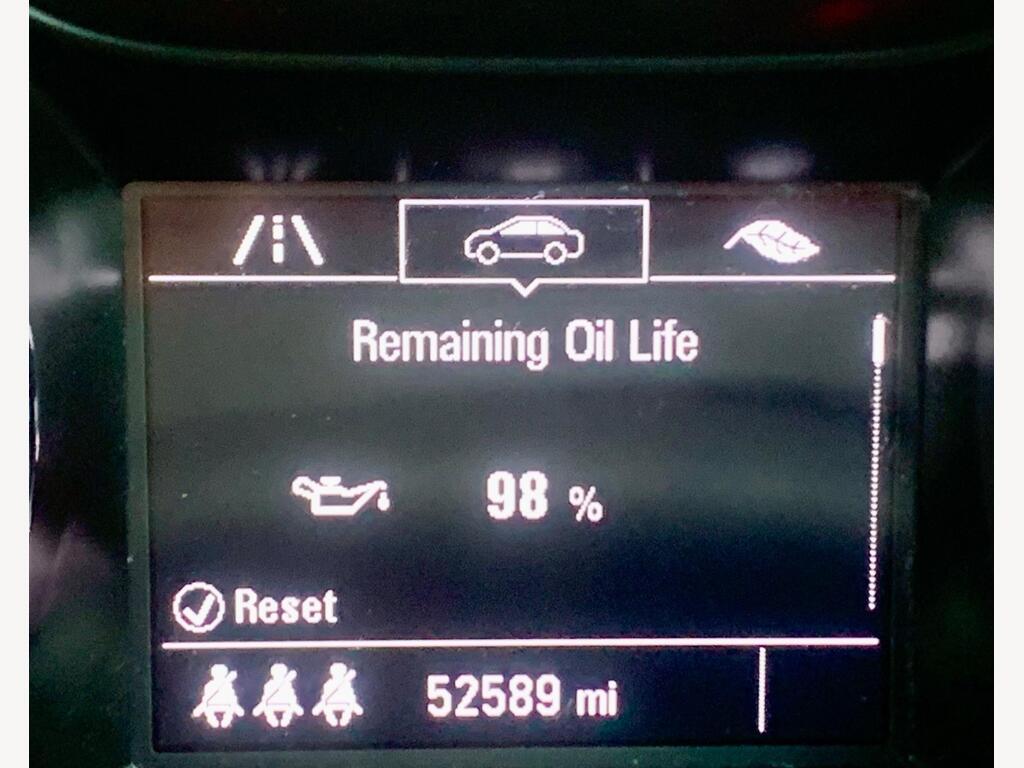 Remaining Oil Life
98 %
Reset
52589 mi